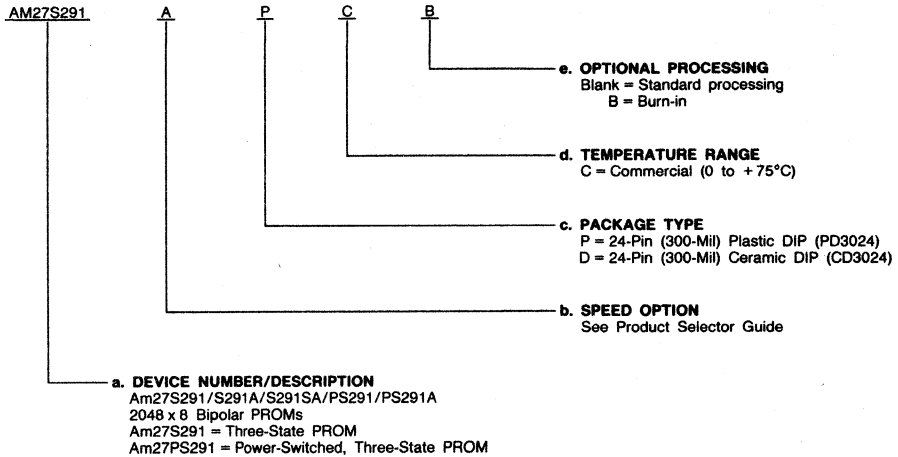 AM27S291 A P C B
e. OPTIONAL PROCESSING
Blank = Standard processing
B = Burn-in
d. TEMPERATURE RANGE
C = Commercial (0 to +75°C)
c. PACKAGE TYPE
P = 24-Pin (300-Mil) Plastic DIP (PD3024)
D = 24-Pin (300-Mil) Ceramic DIP (CD3024)
b. SPEED OPTION
See Product Selector Guide
a. DEVICE NUMBER/DESCRIPTION
Am27S291/S291A/S291SA/PS291/PS291A
2048 x 8 Bipolar PROMs
Am27S291 = Three-State PROM
Am27PS291 = Power-Switched, Three-State PROM